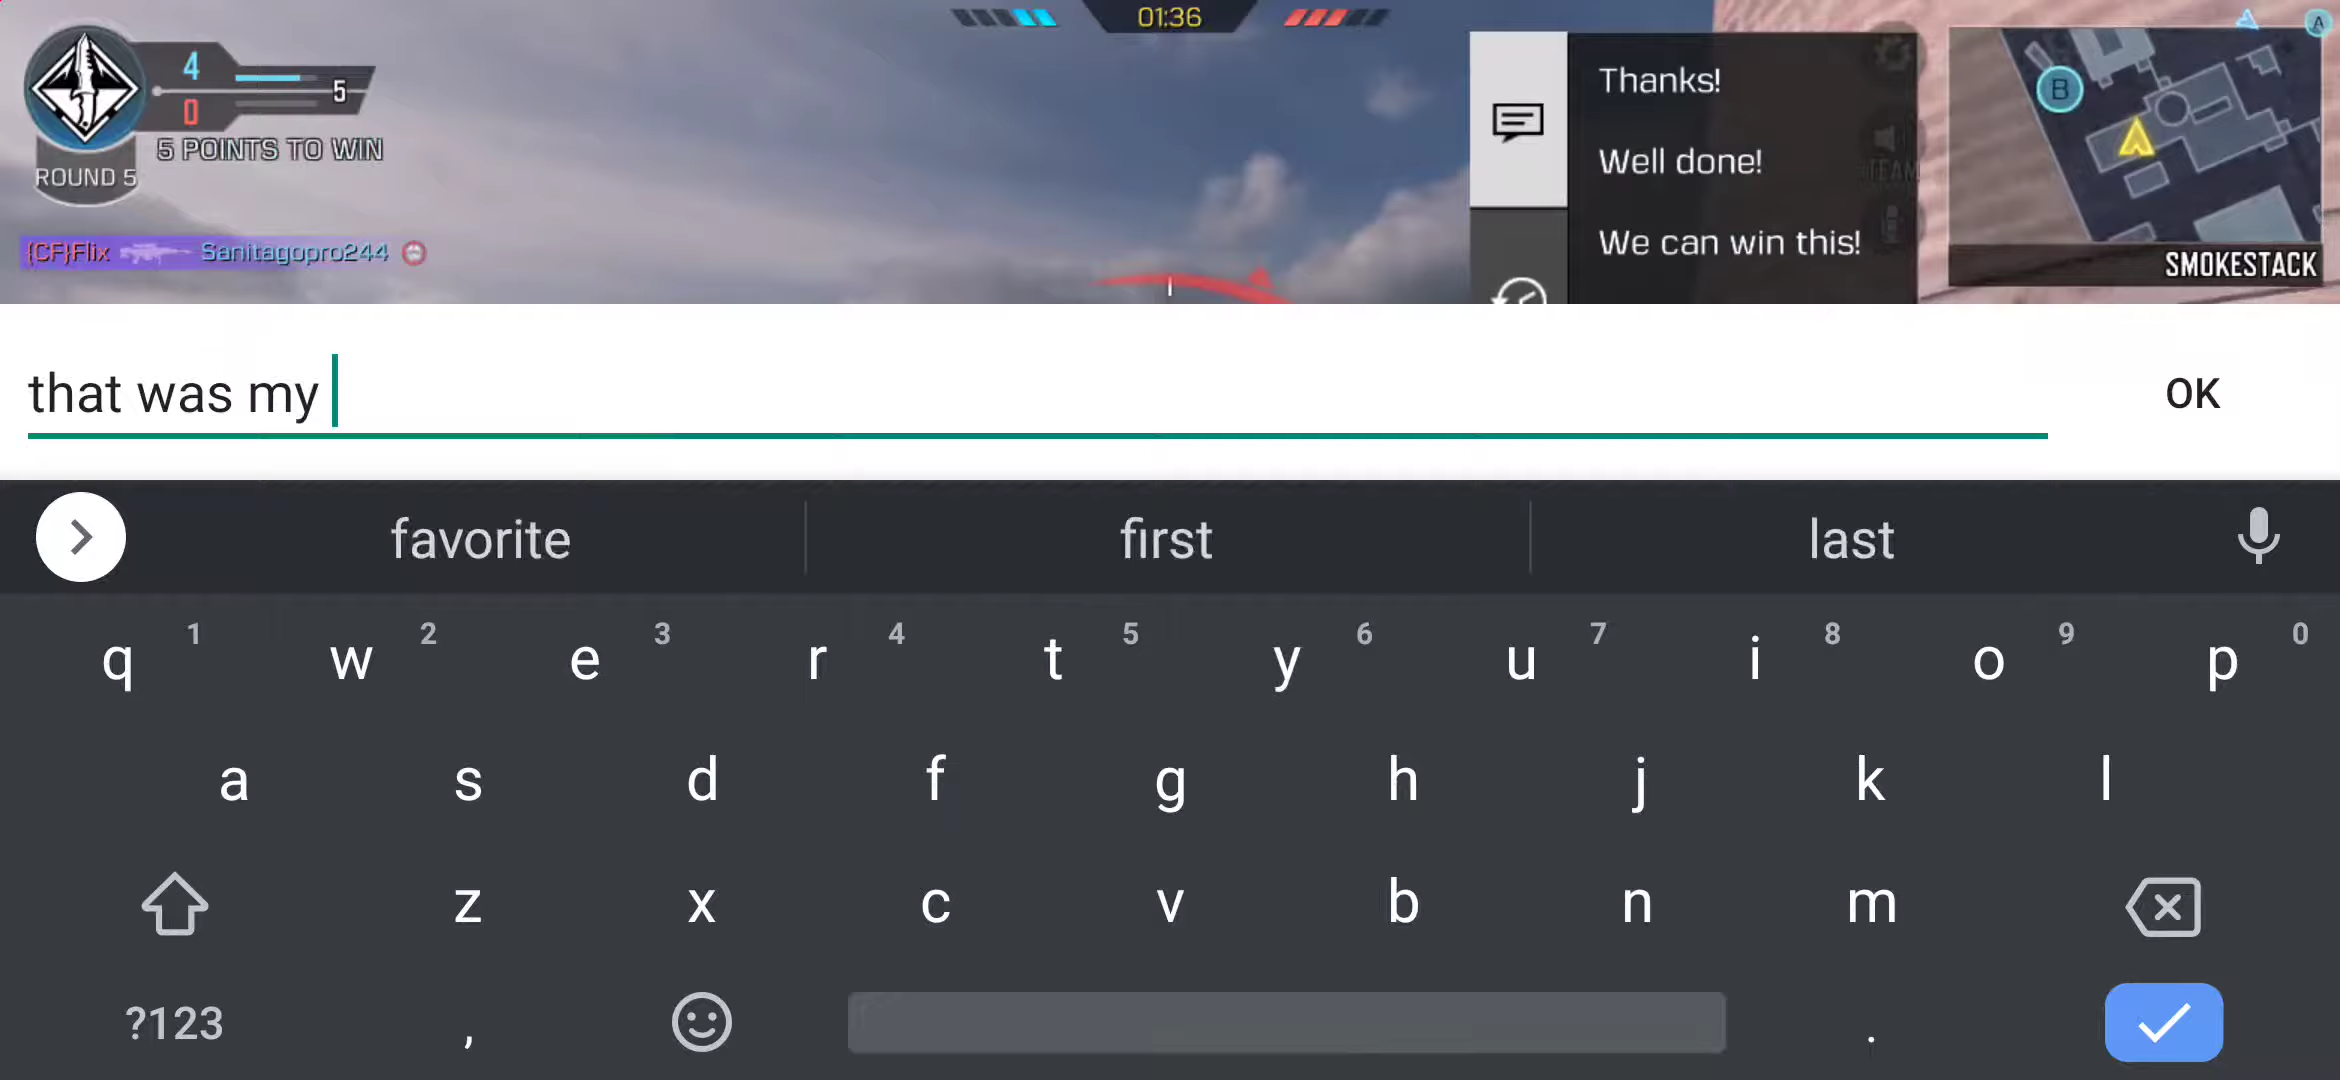 01:36
4
0
5
5 POINTS TO WIN
ROUND 5
{CF}Flix Sanitagopro244
Thanks!
Well done!
We can win this!
TEAM
A
B
SMOKESTACK
that was my
OK
favorite first last
q 1 w 2 e 3 r 4 t 5 y 6 u 7 i 8 o 9 p 0
a s d f g h j k l
z x c v b n m
?123 , .